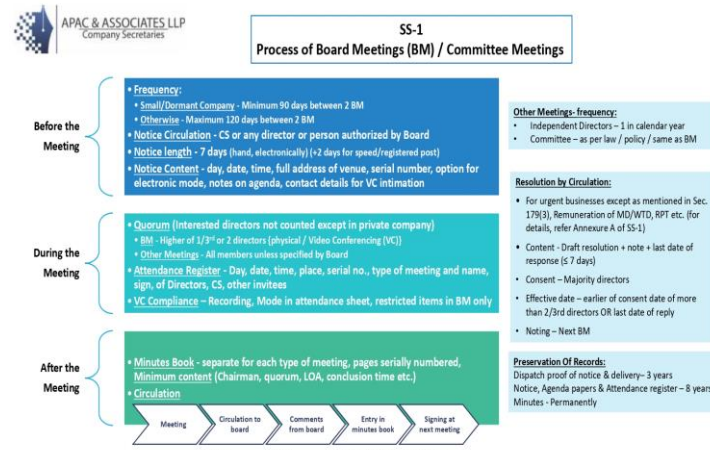 APAC & ASSOCIATES LLP
Company Secretaries
SS-1
Process of Board Meetings (BM) / Committee Meetings
Before the
Meeting
• Frequency:
• Small/Dormant Company - Minimum 90 days between 2 BM
• Otherwise - Maximum 120 days between 2 BM
• Notice Circulation - CS or any director or person authorized by Board
• Notice length - 7 days (hand, electronically) (+2 days for speed/registered post)
• Notice Content - day, date, time, full address of venue, serial number, option for
electronic mode, notes on agenda, contact details for VC intimation
During the
Meeting
• Quorum (Interested directors not counted except in private company)
• BM - Higher of 1/3rd or 2 directors {physical / Video Conferencing (VC)}
• Other Meetings - All members unless specified by Board
• Attendance Register - Day, date, time, place, serial no., type of meeting and name,
sign, of Directors, CS, other invitees
• VC Compliance – Recording, Mode in attendance sheet, restricted items in BM only
After the
Meeting
• Minutes Book - separate for each type of meeting, pages serially numbered,
Minimum content (Chairman, quorum, LOA, conclusion time etc.)
• Circulation
Meeting
Circulation to
board
Comments
from board
Entry in
minutes book
Signing at
next meeting
Other Meetings- frequency:
• Independent Directors – 1 in calendar year
• Committee – as per law / policy / same as BM
Resolution by Circulation:
• For urgent businesses except as mentioned in Sec.
179(3), Remuneration of MD/WTD, RPT etc. (for
details, refer Annexure A of SS-1)
• Content - Draft resolution + note + last date of
response (≤ 7 days)
• Consent – Majority directors
• Effective date – earlier of consent date of more
than 2/3rd directors OR last date of reply
• Noting – Next BM
Preservation Of Records:
Dispatch proof of notice & delivery– 3 years
Notice, Agenda papers & Attendance register – 8 years
Minutes - Permanently